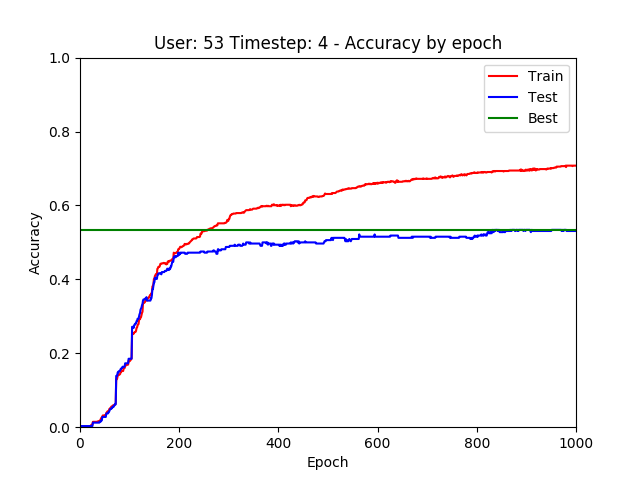 User: 53 Timestep: 4 - Accuracy by epoch
1.0
0.8
0.6
0.4
0.2
0.0
Accuracy
Train
Test
Best
0 200 400 600 800 1000
Epoch